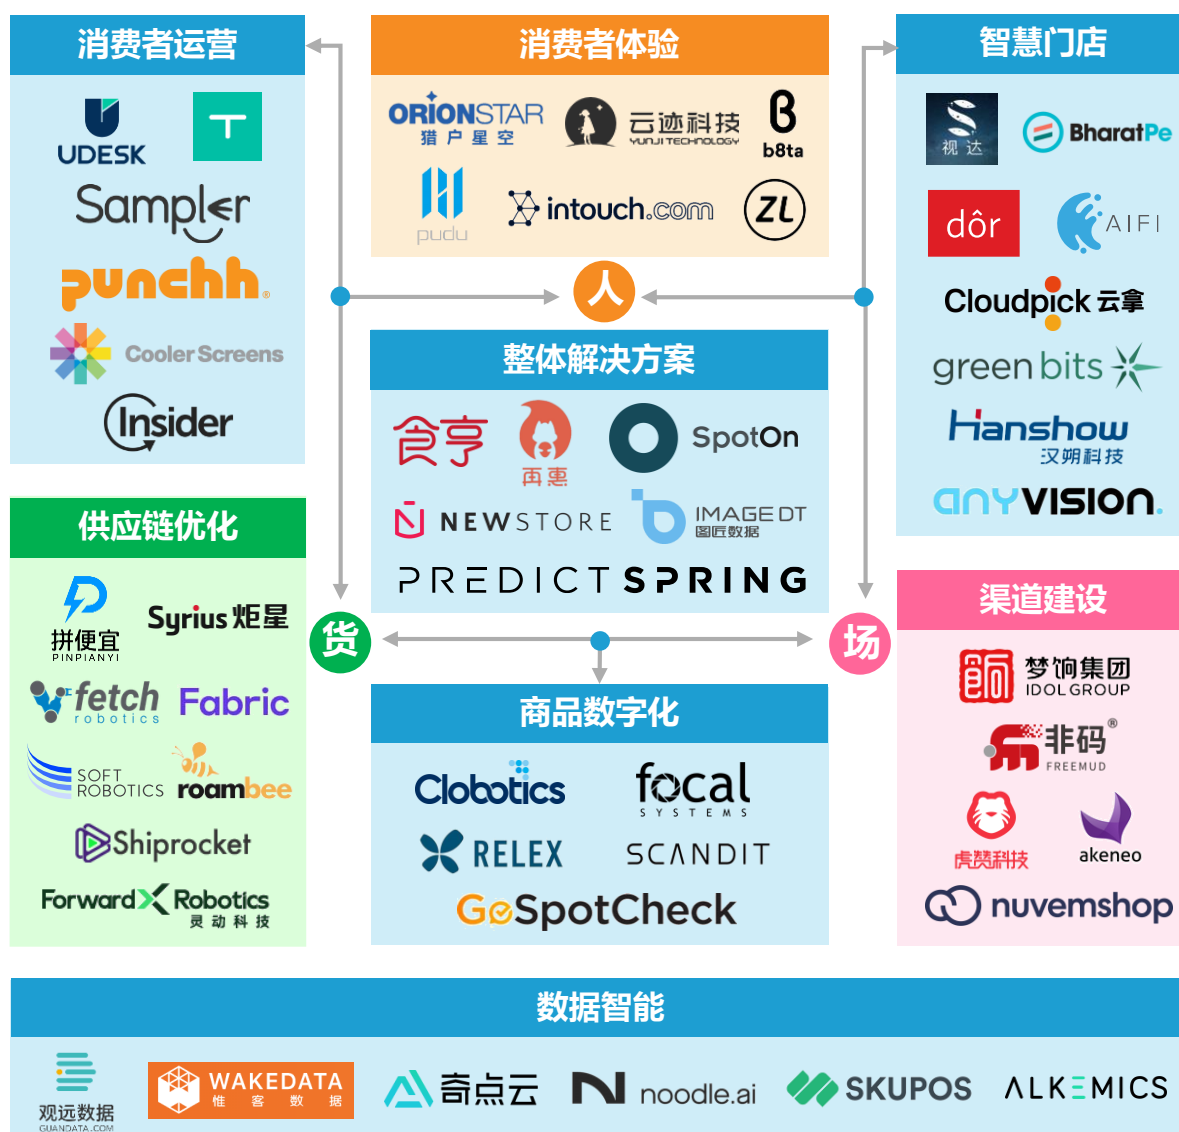 消费者运营
UDESK
Sampler
punchh®
Cooler Screens
Insider
消费者体验
ORIONSTAR
猎户星空
云迹科技
YUNJI TECHNOLOGY
b8ta
pudu
intouch.com
ZL
智慧门店
视达
BharatPe
dôr
AIFI
Cloudpick 云拿
green bits
Hanshow
汉朔科技
anyVISION.
人
整体解决方案
食亨
再惠
SpotOn
NEWSTORE
IMAGE DT
图匠数据
PREDICTSPRING
供应链优化
拼便宜
PINPIANYI
Syrius 炬星
fetch
robotics
Fabric
SOFT
ROBOTICS
roambee
Shiprocket
ForwardX Robotics
灵动科技
货
场
商品数字化
Clobotics
focal
SYSTEMS
RELEX
SCANDIT
GoSpotCheck
渠道建设
梦饷集团
IDOL GROUP
非码®
FREEMUD
虎赞科技
akeneo
nuvemshop
数据智能
观远数据
GUANDATA.COM
WAKEDATA
惟客数据
奇点云
noodle.ai
SKUPOS
ALKEMICS